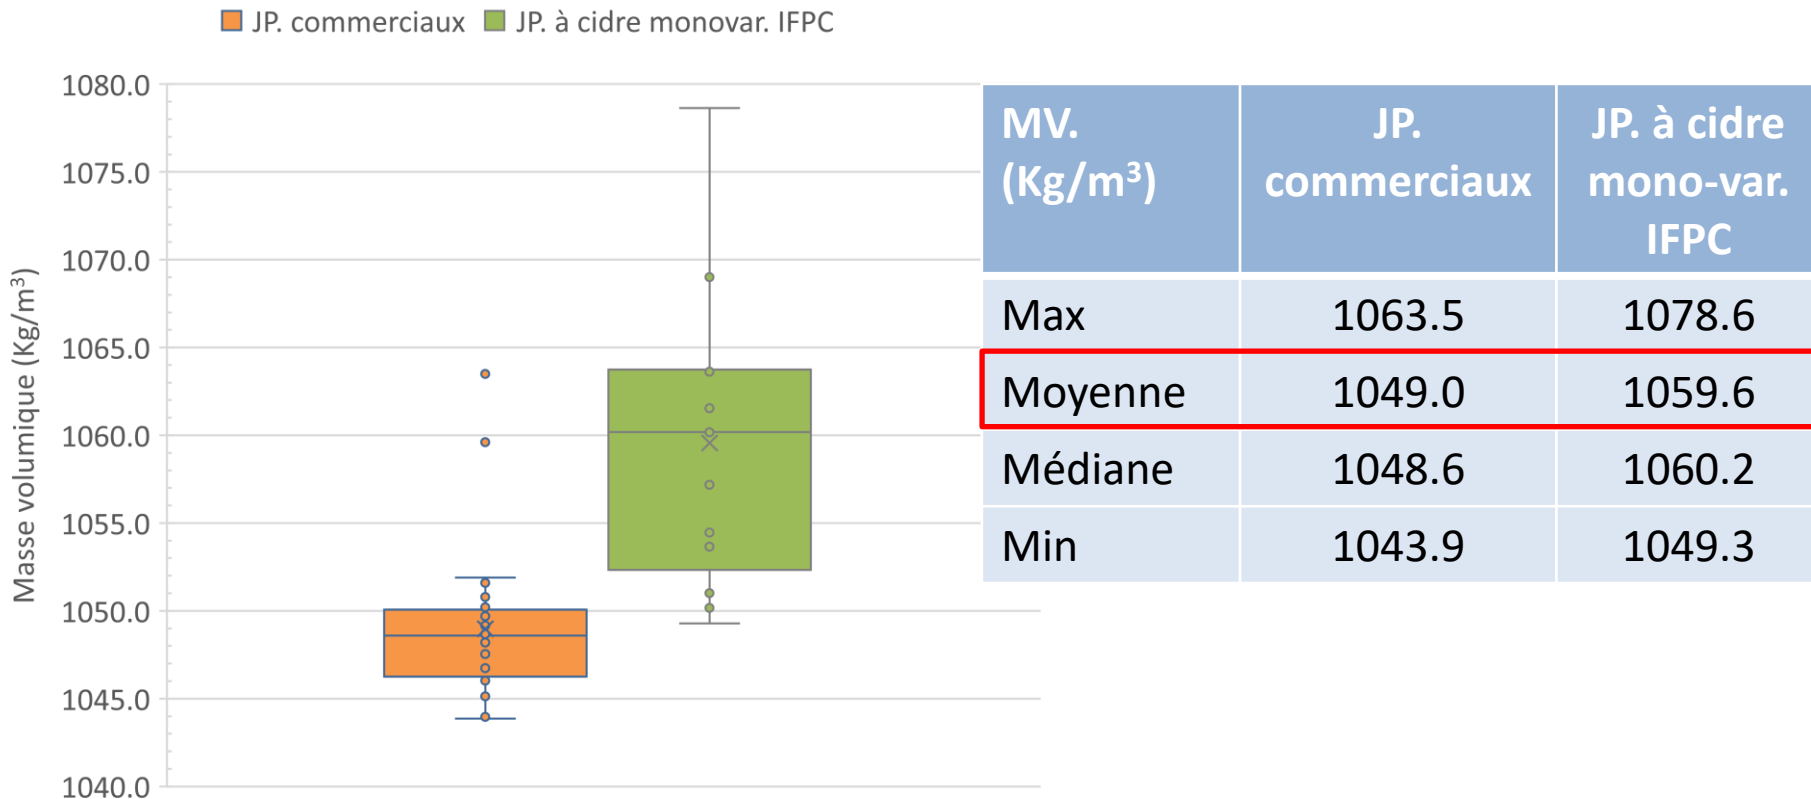 JP. commerciaux JP. à cidre monovar. IFPC
Masse volumique (Kg/m³)
1080.0
1075.0
1070.0
1065.0
1060.0
1055.0
1050.0
1045.0
1040.0
MV. (Kg/m³) JP. commerciaux JP. à cidre mono-var. IFPC
Max 1063.5 1078.6
Moyenne 1049.0 1059.6
Médiane 1048.6 1060.2
Min 1043.9 1049.3